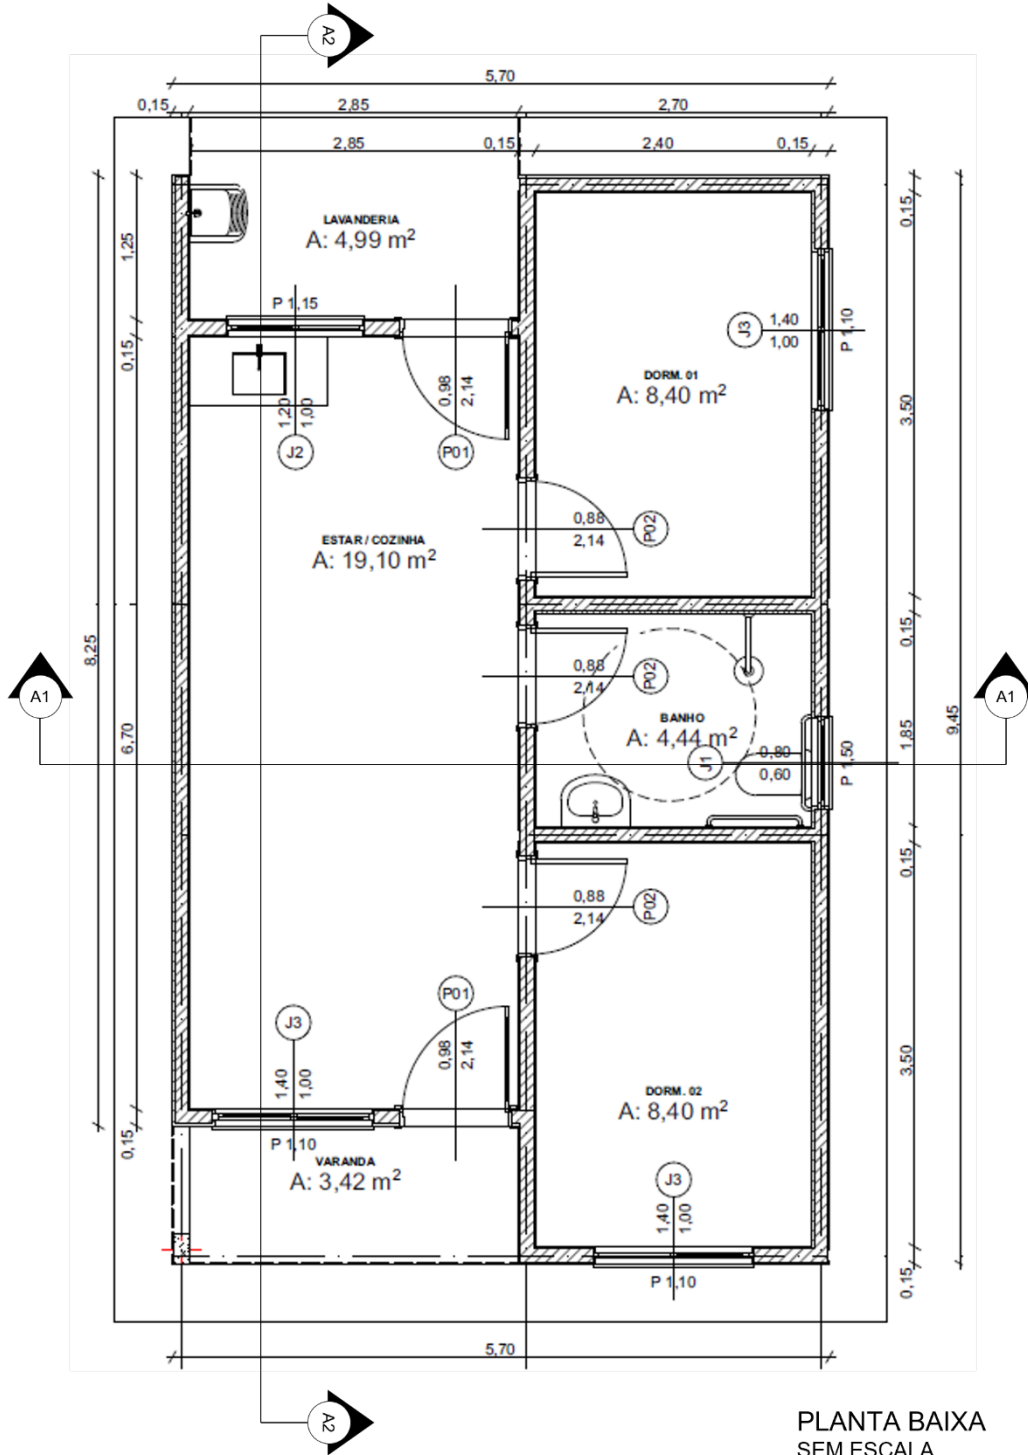 A2
5,70
0,15
2,85
2,70
2,85
0,15
2,40
0,15
LAVANDERIA
A: 4,99 m²
1,25
0,15
P 1,15
J3
1,40
1,00
P 1,10
0,15
DORM. 01
A: 8,40 m²
0,98
2,14
1,20
1,00
J2
P01
3,50
ESTAR / COZINHA
A: 19,10 m²
0,88
2,14
P02
8,25
0,15
A1
0,88
2,14
P02
A1
BANHO
A: 4,44 m²
6,70
J1
0,80
0,60
P 1,50
1,85
9,45
0,15
0,88
2,14
P02
P01
J3
1,40
1,00
0,98
2,14
3,50
DORM. 02
A: 8,40 m²
0,15
P 1,10
VARANDA
A: 3,42 m²
J3
1,40
1,00
P 1,10
0,15
5,70
A2
PLANTA BAIXA
SEM ESCALA